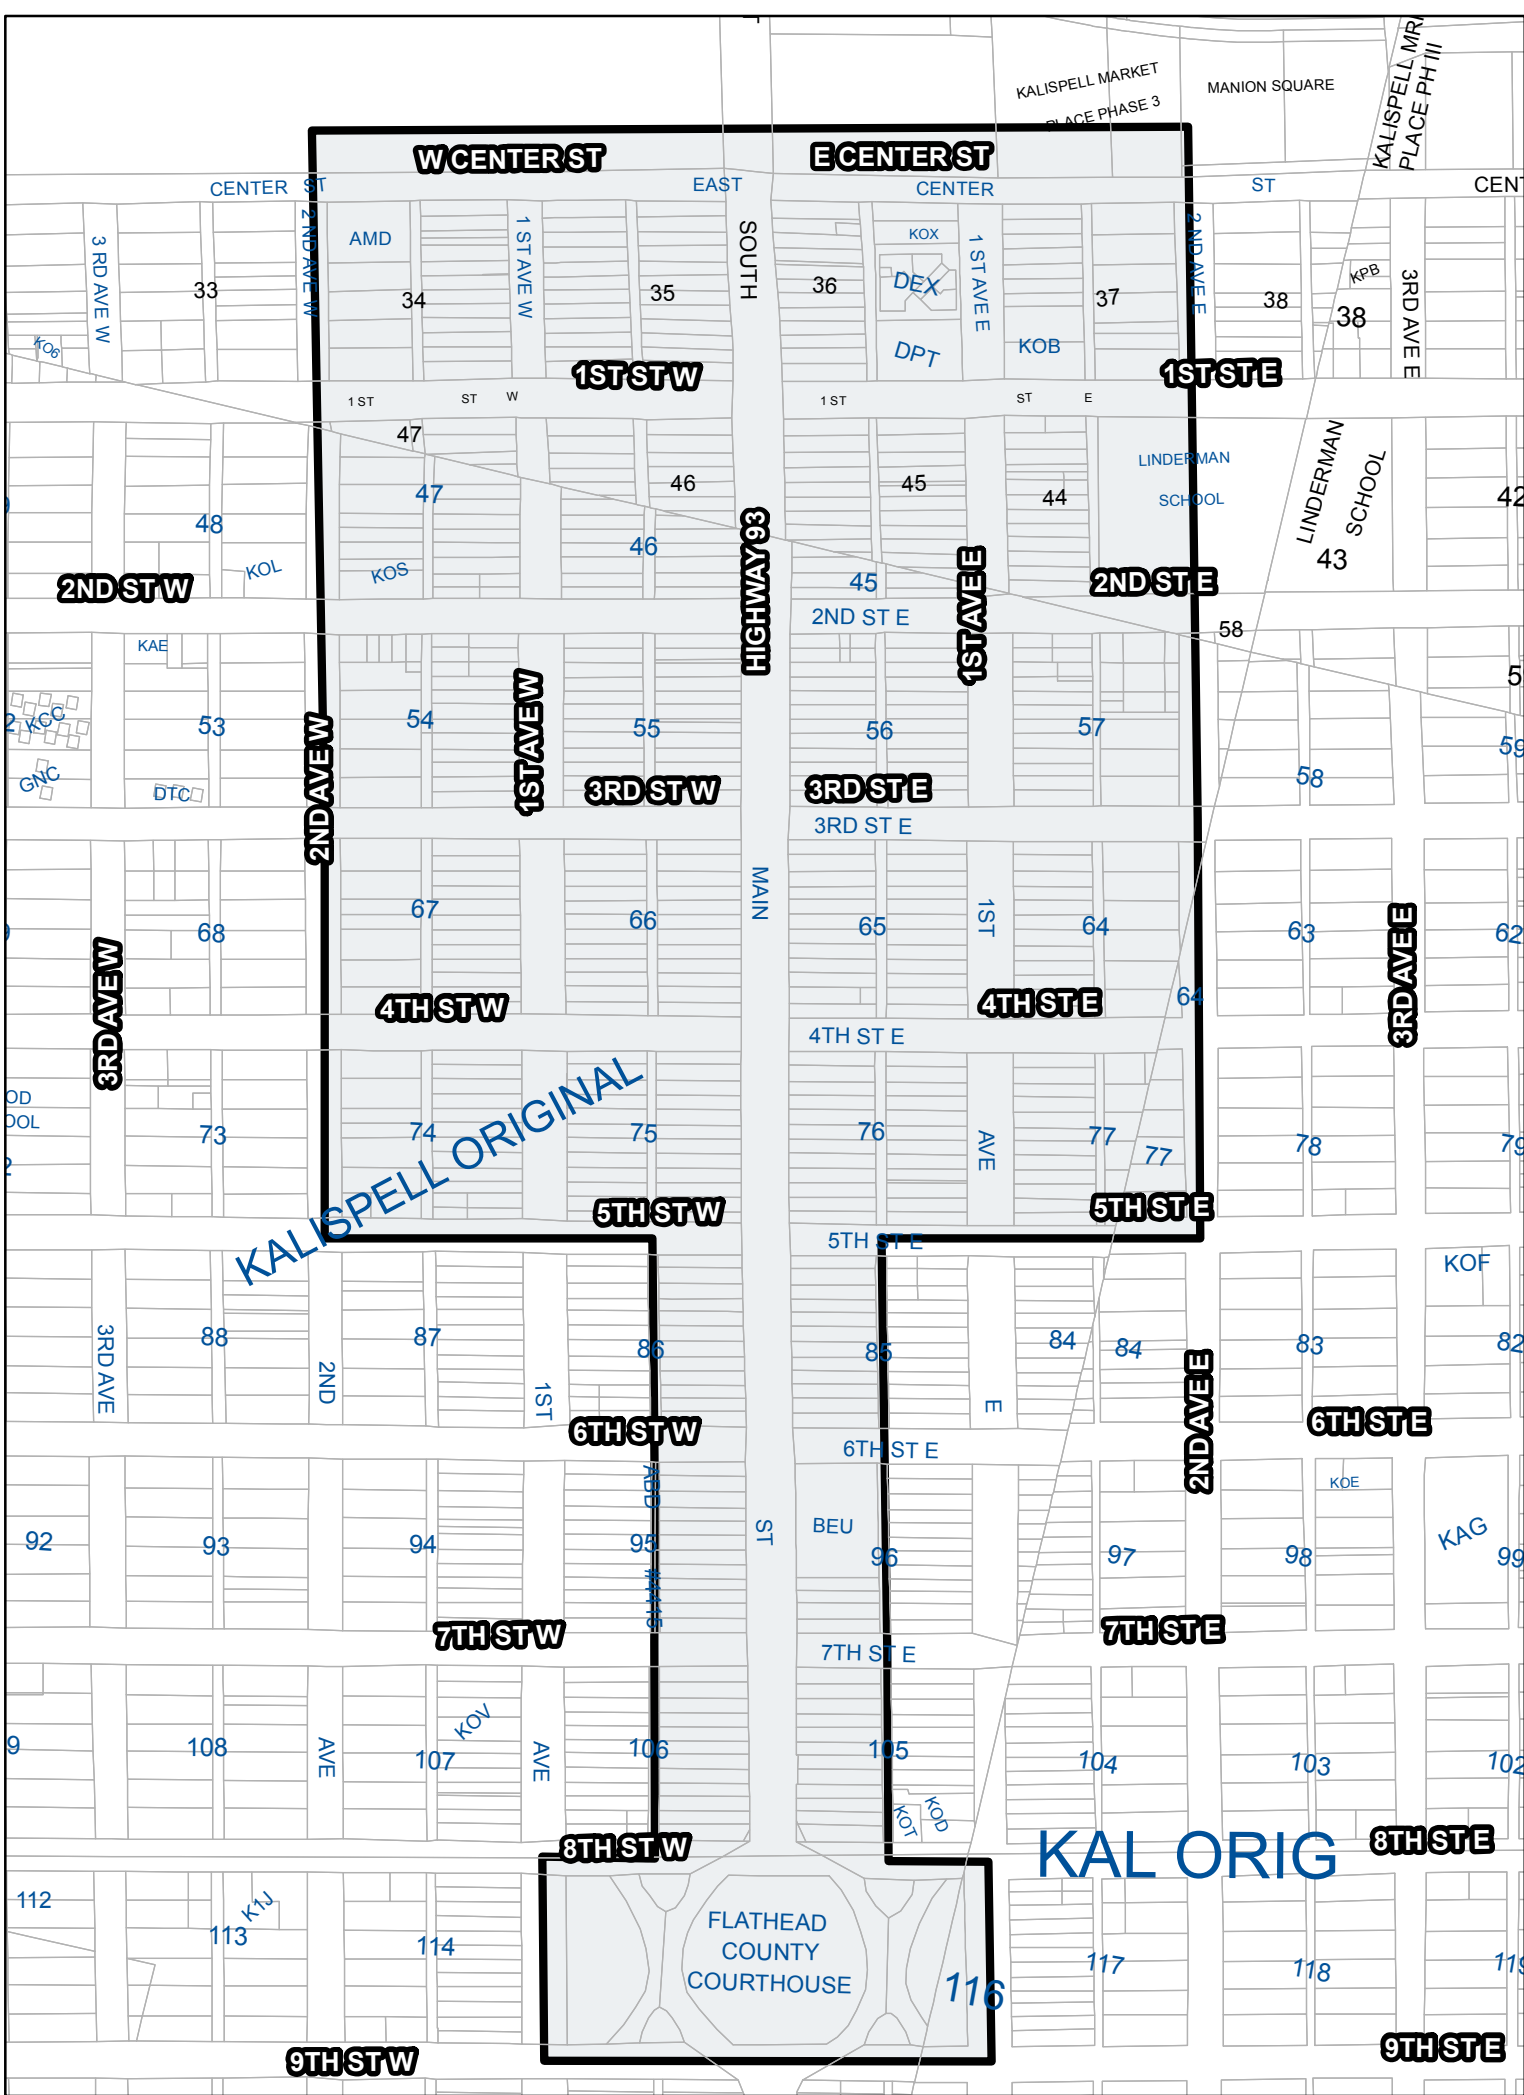 KALISPELL MARKET
PLACE PHASE 3
MANION SQUARE
KALISPELL MRK
PLACE PH III
W CENTER ST
E CENTER ST
CENTER ST
EAST
CENTER
ST
CENT
3 RD AVE W
33
2 ND AVE W
AMD
34
1 ST AVE W
35
SOUTH
36
KOX
DEX
DPT
1 ST AVE E
KOB
37
2 ND AVE E
38
KPB
38
3RD AVE E
KO6
1ST ST W
1ST ST E
1 ST
ST
W
1 ST
ST
E
47
47
46
46
45
45
44
LINDERMAN
SCHOOL
LINDERMAN
SCHOOL
43
42
48
KOL
KOS
2ND ST W
HIGHWAY 93
1ST AVE E
2ND ST E
2ND ST E
58
KAE
KCC
GNC
DTC
53
54
55
56
57
58
59
2ND AVE W
1ST AVE W
3RD ST W
3RD ST E
3RD ST E
MAIN
68
67
66
65
1ST
64
64
63
62
3RD AVE W
3RD AVE E
4TH ST W
4TH ST E
4TH ST E
OD
OOL
73
74
75
76
AVE
77
77
78
79
KALISPELL ORIGINAL
5TH ST W
5TH ST E
5TH ST E
KOF
3RD AVE
88
2ND
87
1ST
86
85
E
84
84
83
82
2ND AVE E
6TH ST W
6TH ST E
6TH ST E
92
93
94
ADD
95
#4415
ST
BEU
96
97
98
KOE
KAG
99
7TH ST W
7TH ST E
7TH ST E
9
108
AVE
107
KOV
AVE
106
105
KOT
KOD
104
103
102
KAL ORIG
8TH ST W
8TH ST E
112
K1J
113
114
FLATHEAD
COUNTY
COURTHOUSE
116
117
118
119
9TH ST W
9TH ST E